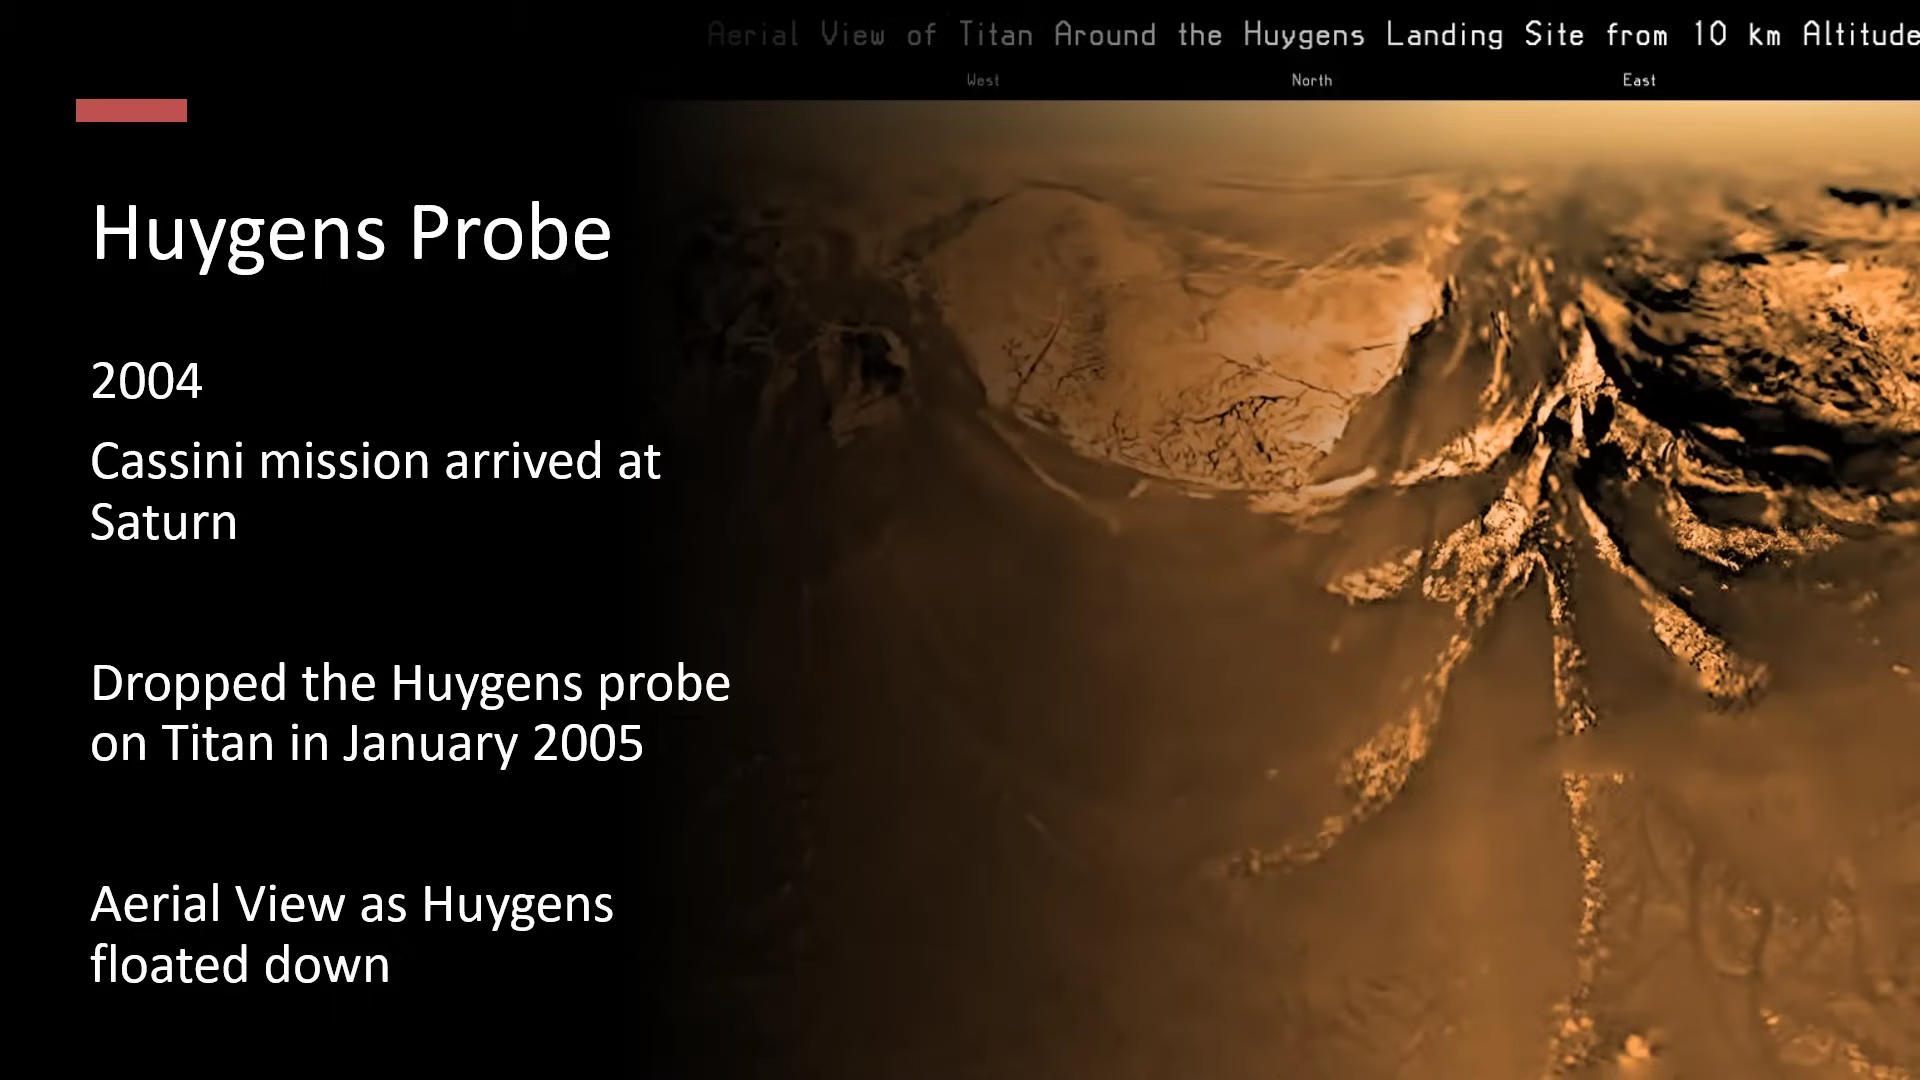 Aerial View of Titan Around the Huygens Landing Site from 10 km Altitude
West North East
Huygens Probe
2004
Cassini mission arrived at
Saturn
Dropped the Huygens probe
on Titan in January 2005
Aerial View as Huygens
floated down